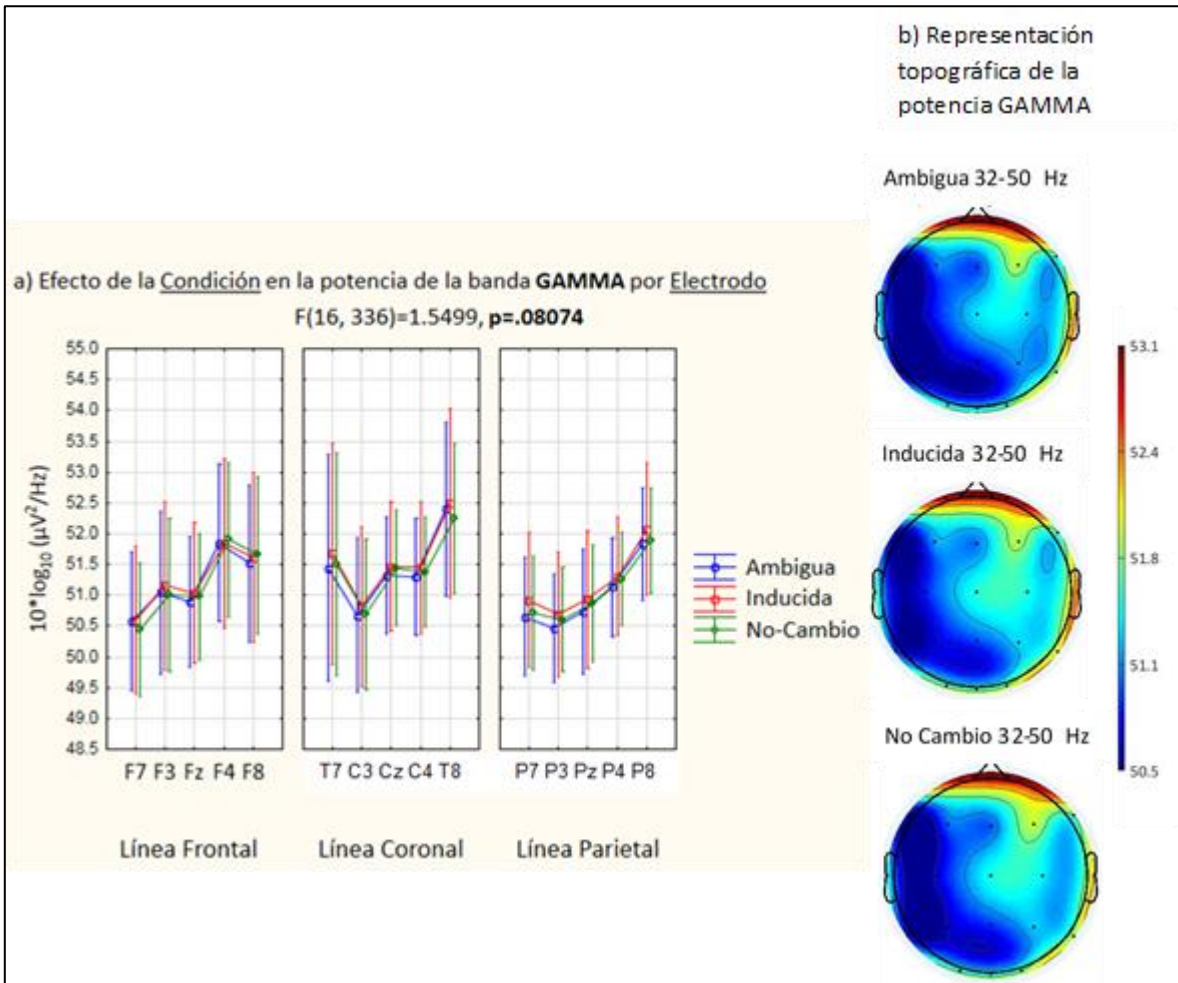 b) Representación
topográfica de la
potencia GAMMA
a) Efecto de la Condición en la potencia de la banda GAMMA por Electrodo
F(16, 336)=1.5499, p=.08074
10*log10 (µV²/Hz)
55.0
54.5
54.0
53.5
53.0
52.5
52.0
51.5
51.0
50.5
50.0
49.5
49.0
48.5
F7 F3 Fz F4 F8
T7 C3 Cz C4 T8
P7 P3 Pz P4 P8
Línea Frontal
Línea Coronal
Línea Parietal
Ambigua
Inducida
No-Cambio
Ambigua 32-50 Hz
Inducida 32-50 Hz
No Cambio 32-50 Hz
53.1
52.4
51.8
51.1
50.5